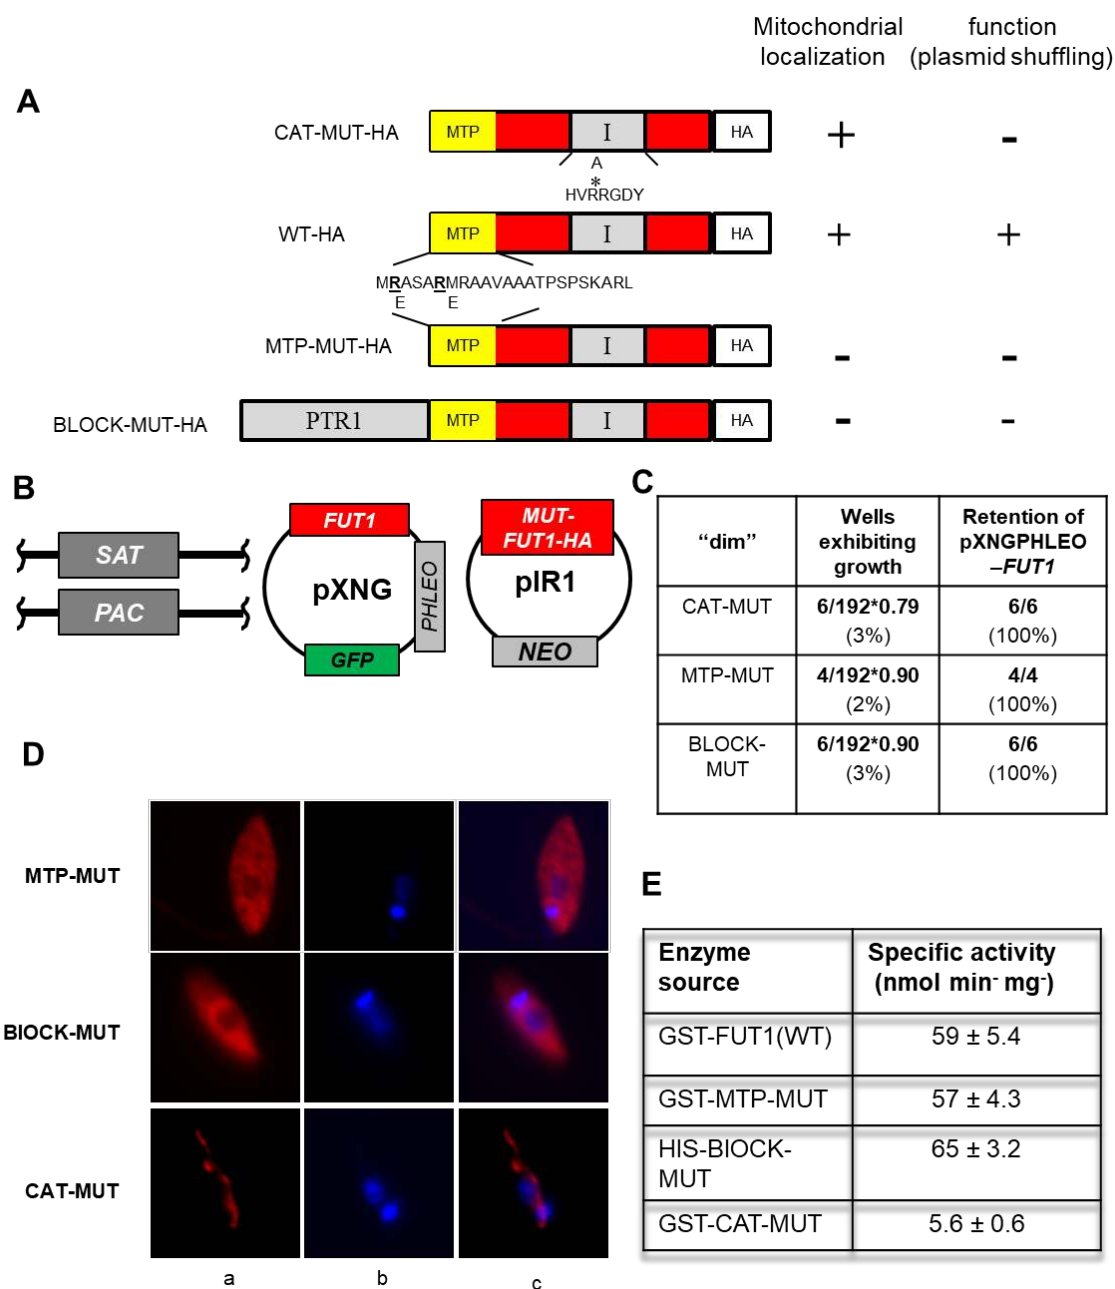 Mitochondrial function
localization (plasmid shuffling)
A
CAT-MUT-HA MTP I HA + -
A
*
HVRRGDY
WT-HA MTP I HA + +
MRASARMRAAVAAATPSPSKARL
E E
MTP-MUT-HA MTP I HA - -
BLOCK-MUT-HA PTR1 MTP I HA - -
B
SAT
PAC
FUT1
pXNG
PHLEO
GFP
MUT-
FUT1-HA
pIR1
NEO
C
"dim" Wells exhibiting growth Retention of pXNGPHLEO –FUT1
CAT-MUT 6/192*0.79 6/6
(3%) (100%)
MTP-MUT 4/192*0.90 4/4
(2%) (100%)
BLOCK-MUT 6/192*0.90 6/6
(3%) (100%)
D
MTP-MUT
BIOCK-MUT
CAT-MUT
a b c
E
Enzyme source Specific activity (nmol min- mg-)
GST-FUT1(WT) 59 ± 5.4
GST-MTP-MUT 57 ± 4.3
HIS-BIOCK-MUT 65 ± 3.2
GST-CAT-MUT 5.6 ± 0.6